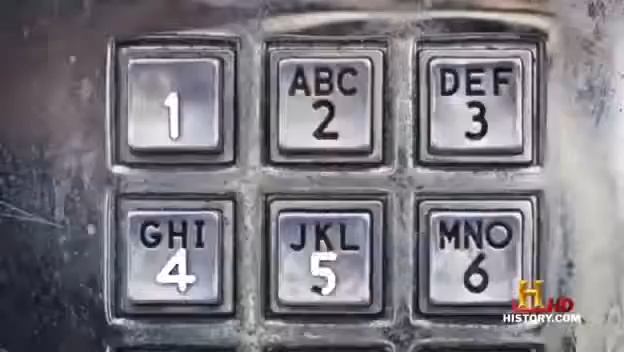 ABC DEF
1 2 3
GHI JKL MNO
4 5 6
H HD
HISTORY.COM